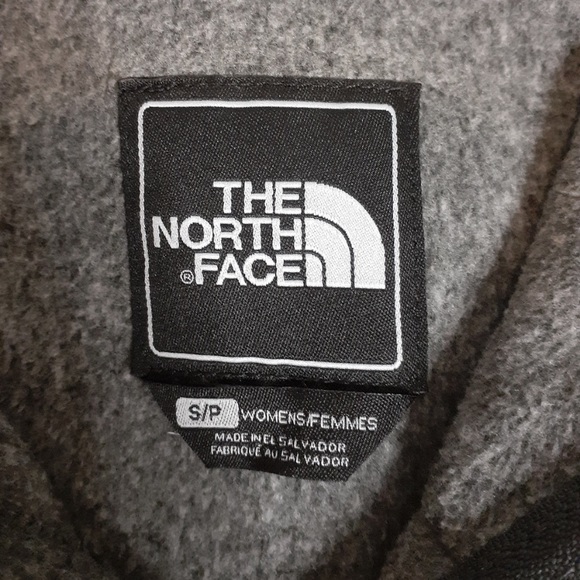 THE
NORTH
®FACE
S/P WOMENS/FEMMES
MADE IN EL SALVADOR
FABRIQUÉ AU SALVADOR